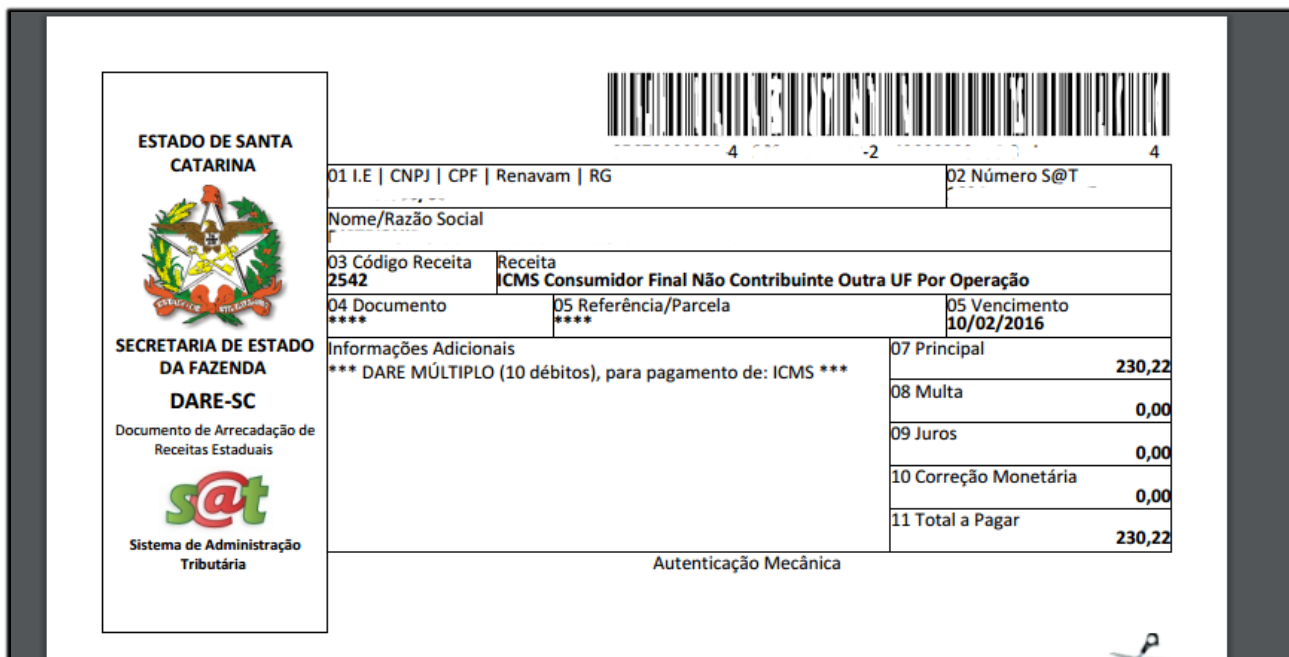 ESTADO DE SANTA
CATARINA
SECRETARIA DE ESTADO
DA FAZENDA
DARE-SC
Documento de Arrecadação de
Receitas Estaduais
s@t
Sistema de Administração
Tributária
4 -2 4
01 I.E | CNPJ | CPF | Renavam | RG
02 Número S@T
Nome/Razão Social
03 Código Receita
2542
Receita
ICMS Consumidor Final Não Contribuinte Outra UF Por Operação
04 Documento
****
05 Referência/Parcela
****
05 Vencimento
10/02/2016
Informações Adicionais
*** DARE MÚLTIPLO (10 débitos), para pagamento de: ICMS ***
07 Principal
230,22
08 Multa
0,00
09 Juros
0,00
10 Correção Monetária
0,00
11 Total a Pagar
230,22
Autenticação Mecânica